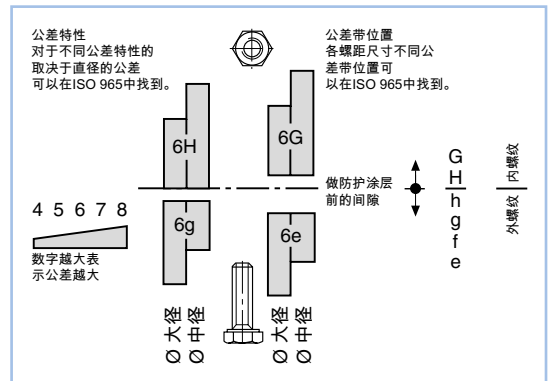 公差特性
对于不同公差特性的
取决于直径的公差
可以在ISO 965中找到。
公差带位置
各螺距尺寸不同公
差带位置可
以在ISO 965中找到。
6H
6G
做防护涂层
前的间隙
6g
6e
4 5 6 7 8
数字越大表
示公差越大
G
H
h
g
f
e
内螺纹
外螺纹
Ø 大径
Ø 中径
Ø 大径
Ø 中径